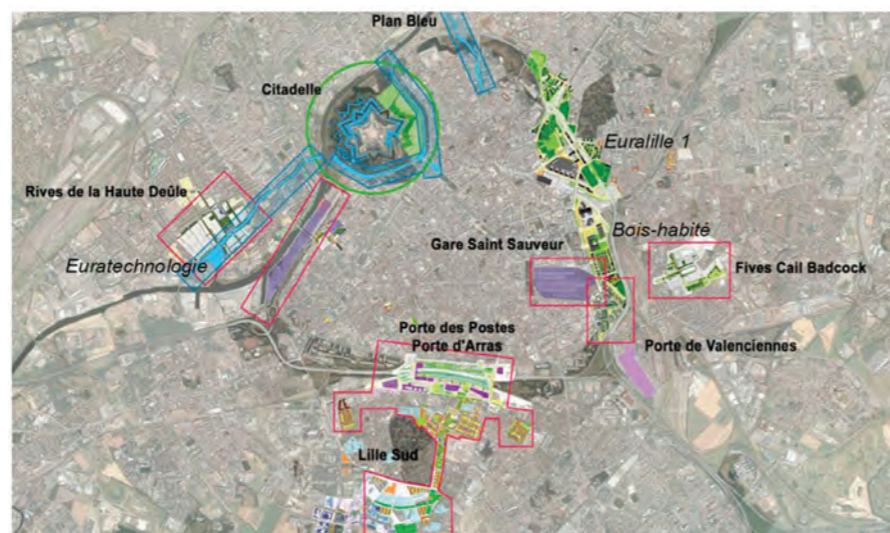 Plan Bleu
Citadelle
Euralille 1
Rives de la Haute Deûle
Bois-habité
Gare Saint Sauveur
Euratechnologie
Fives Cail Badcock
Porte des Postes
Porte d'Arras
Porte de Valenciennes
Lille Sud